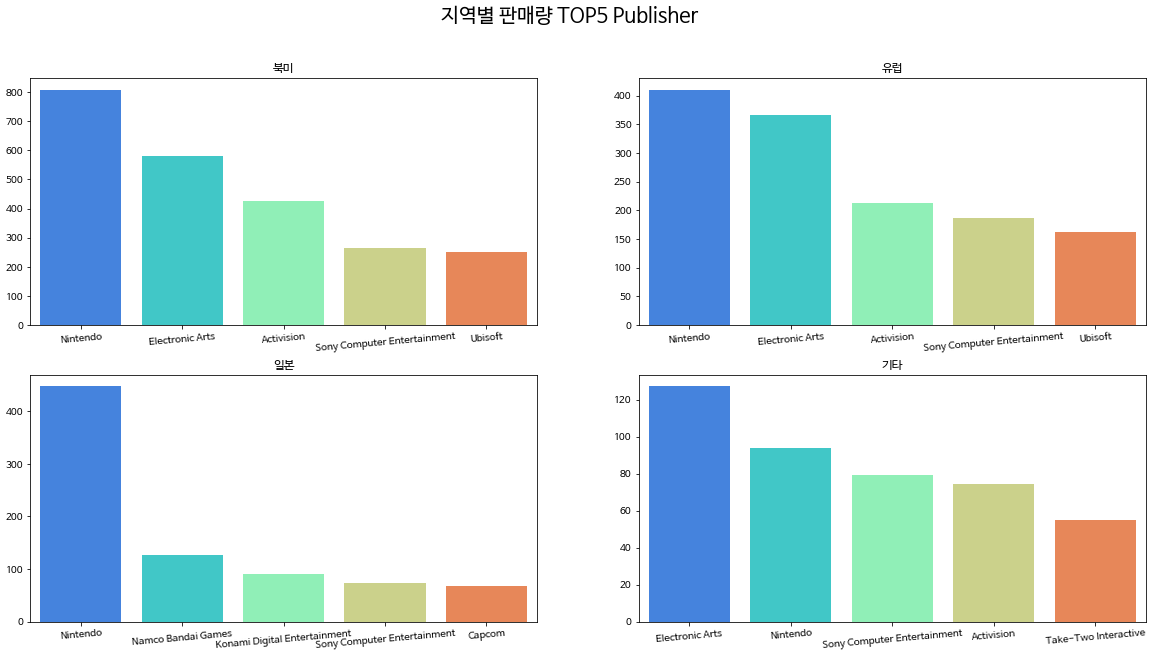 지역별 판매량 TOP5 Publisher
북미
800
700
600
500
400
300
200
100
0
Nintendo
Electronic Arts
Activision
Sony Computer Entertainment
Ubisoft
유럽
400
350
300
250
200
150
100
50
0
Nintendo
Electronic Arts
Activision
Sony Computer Entertainment
Ubisoft
일본
400
300
200
100
0
Nintendo
Namco Bandai Games
Konami Digital Entertainment
Sony Computer Entertainment
Capcom
기타
120
100
80
60
40
20
0
Electronic Arts
Nintendo
Sony Computer Entertainment
Activision
Take-Two Interactive